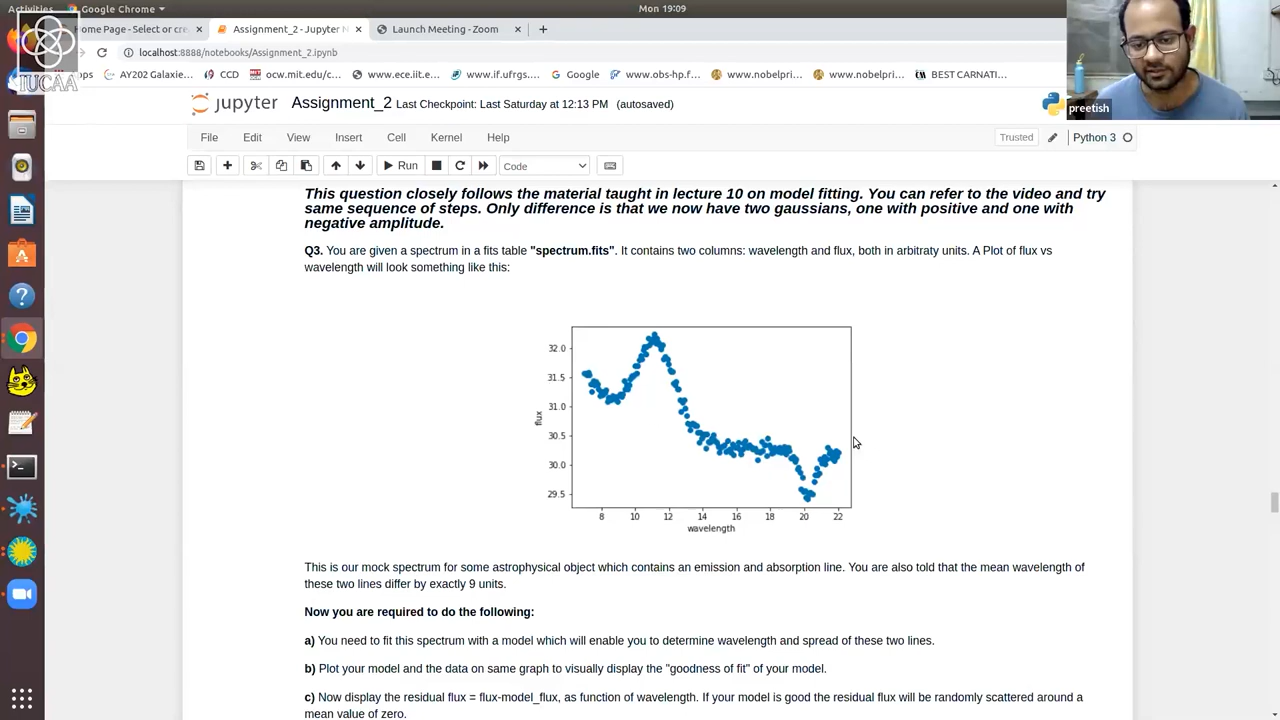 Activities
Google Chrome
Mon 19:09
Home Page - Select or cre
Assignment_2 - Jupyter N
Launch Meeting - Zoom
localhost:8888/notebooks/Assignment_2.ipynb
IUCAA
AY202 Galaxie…
CCD
ocw.mit.edu/c…
www.ece.iit.e…
www.if.ufrgs.…
Google
www.obs-hp.f…
www.nobelpri…
www.nobelpri…
BEST CARNATI…
preetish
jupyter Assignment_2 Last Checkpoint: Last Saturday at 12:13 PM (autosaved)
File Edit View Insert Cell Kernel Help
Trusted
Python 3
Run
Code
This question closely follows the material taught in lecture 10 on model fitting. You can refer to the video and try
same sequence of steps. Only difference is that we now have two gaussians, one with positive and one with
negative amplitude.
Q3. You are given a spectrum in a fits table "spectrum.fits". It contains two columns: wavelength and flux, both in arbitraty units. A Plot of flux vs
wavelength will look something like this:
32.0
31.5
31.0
30.5
30.0
29.5
flux
8 10 12 14 16 18 20 22
wavelength
This is our mock spectrum for some astrophysical object which contains an emission and absorption line. You are also told that the mean wavelength of
these two lines differ by exactly 9 units.
Now you are required to do the following:
a) You need to fit this spectrum with a model which will enable you to determine wavelength and spread of these two lines.
b) Plot your model and the data on same graph to visually display the "goodness of fit" of your model.
c) Now display the residual flux = flux-model_flux, as function of wavelength. If your model is good the residual flux will be randomly scattered around a
mean value of zero.